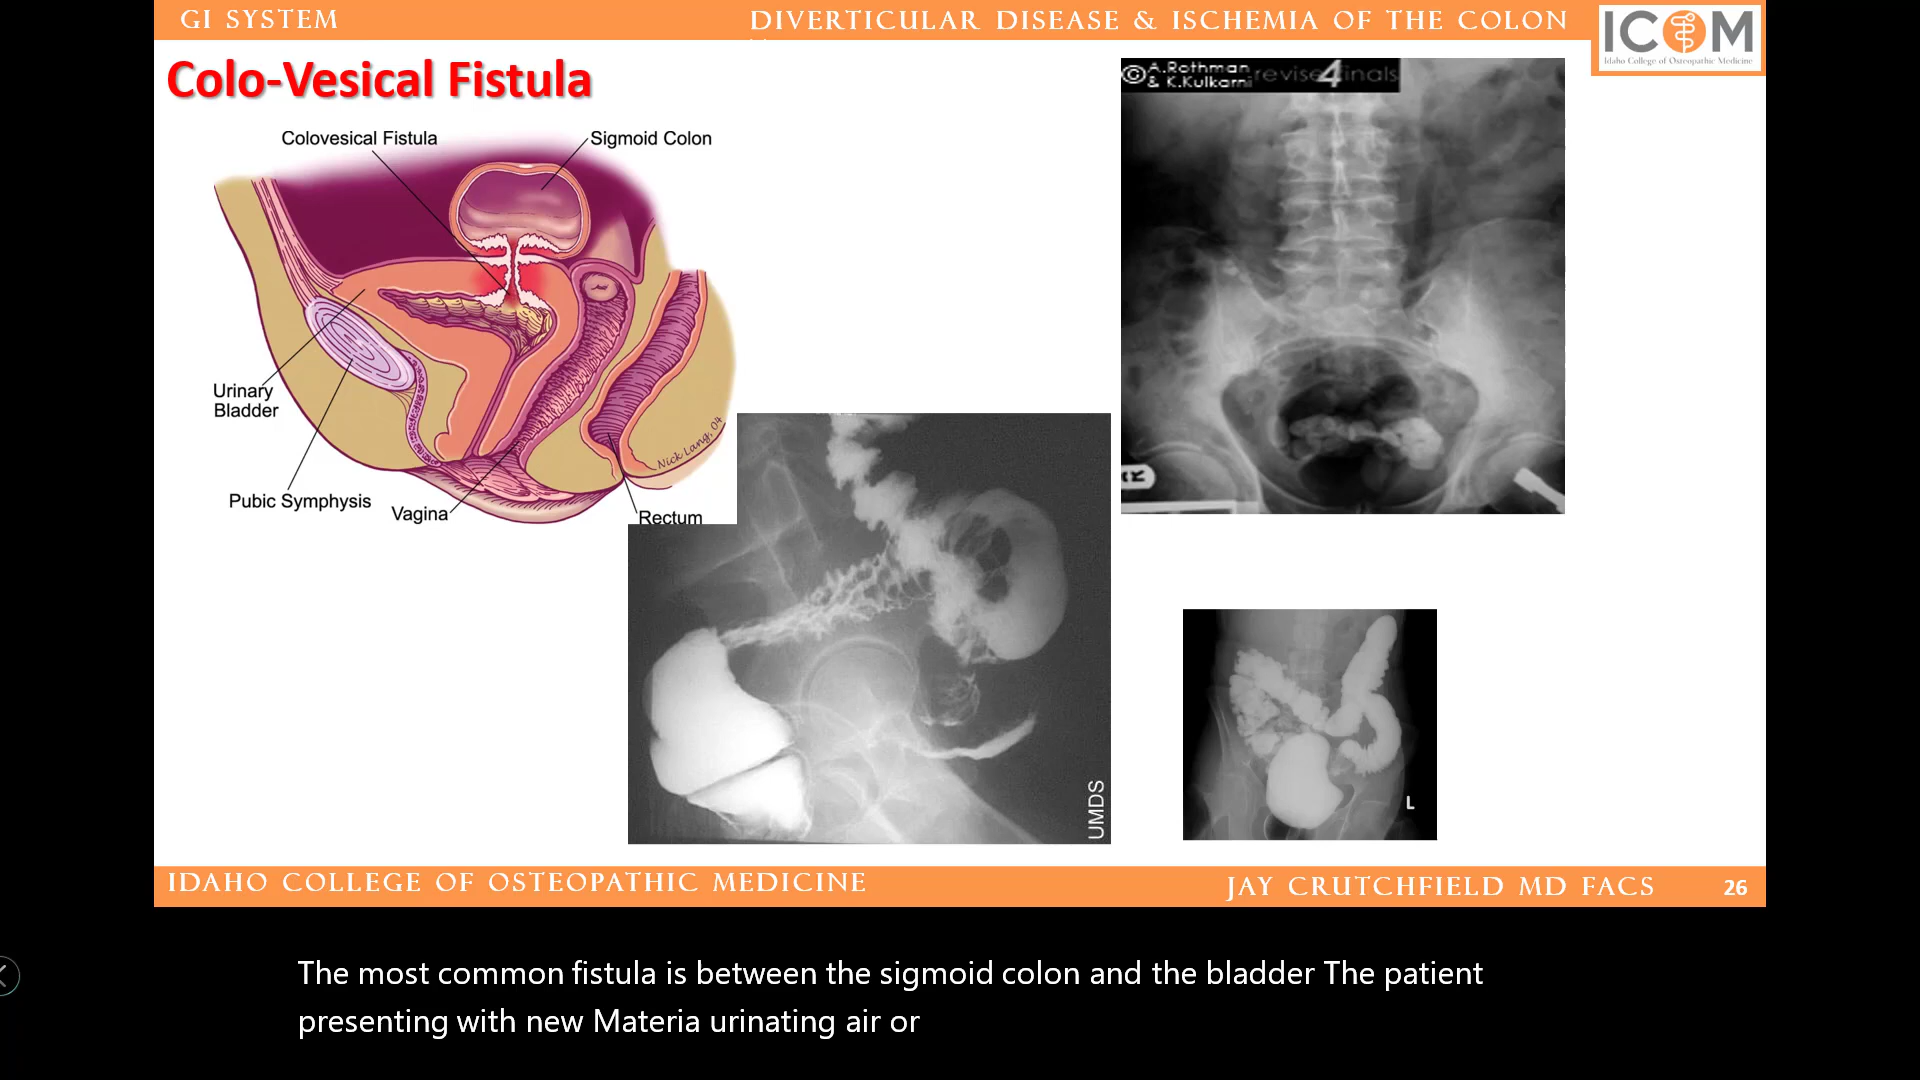 GI SYSTEM
DIVERTICULAR DISEASE & ISCHEMIA OF THE COLON
ICOM
Idaho College of Osteopathic Medicine
Colo-Vesical Fistula
Colovesical Fistula
Sigmoid Colon
Urinary
Bladder
Pubic Symphysis
Vagina
Rectum
Nick Lang, 04
© A.Rothman
& K.Kulkarni
revise4finals
R
UMDS
L
IDAHO COLLEGE OF OSTEOPATHIC MEDICINE
JAY CRUTCHFIELD MD FACS
26
The most common fistula is between the sigmoid colon and the bladder The patient
presenting with new Materia urinating air or